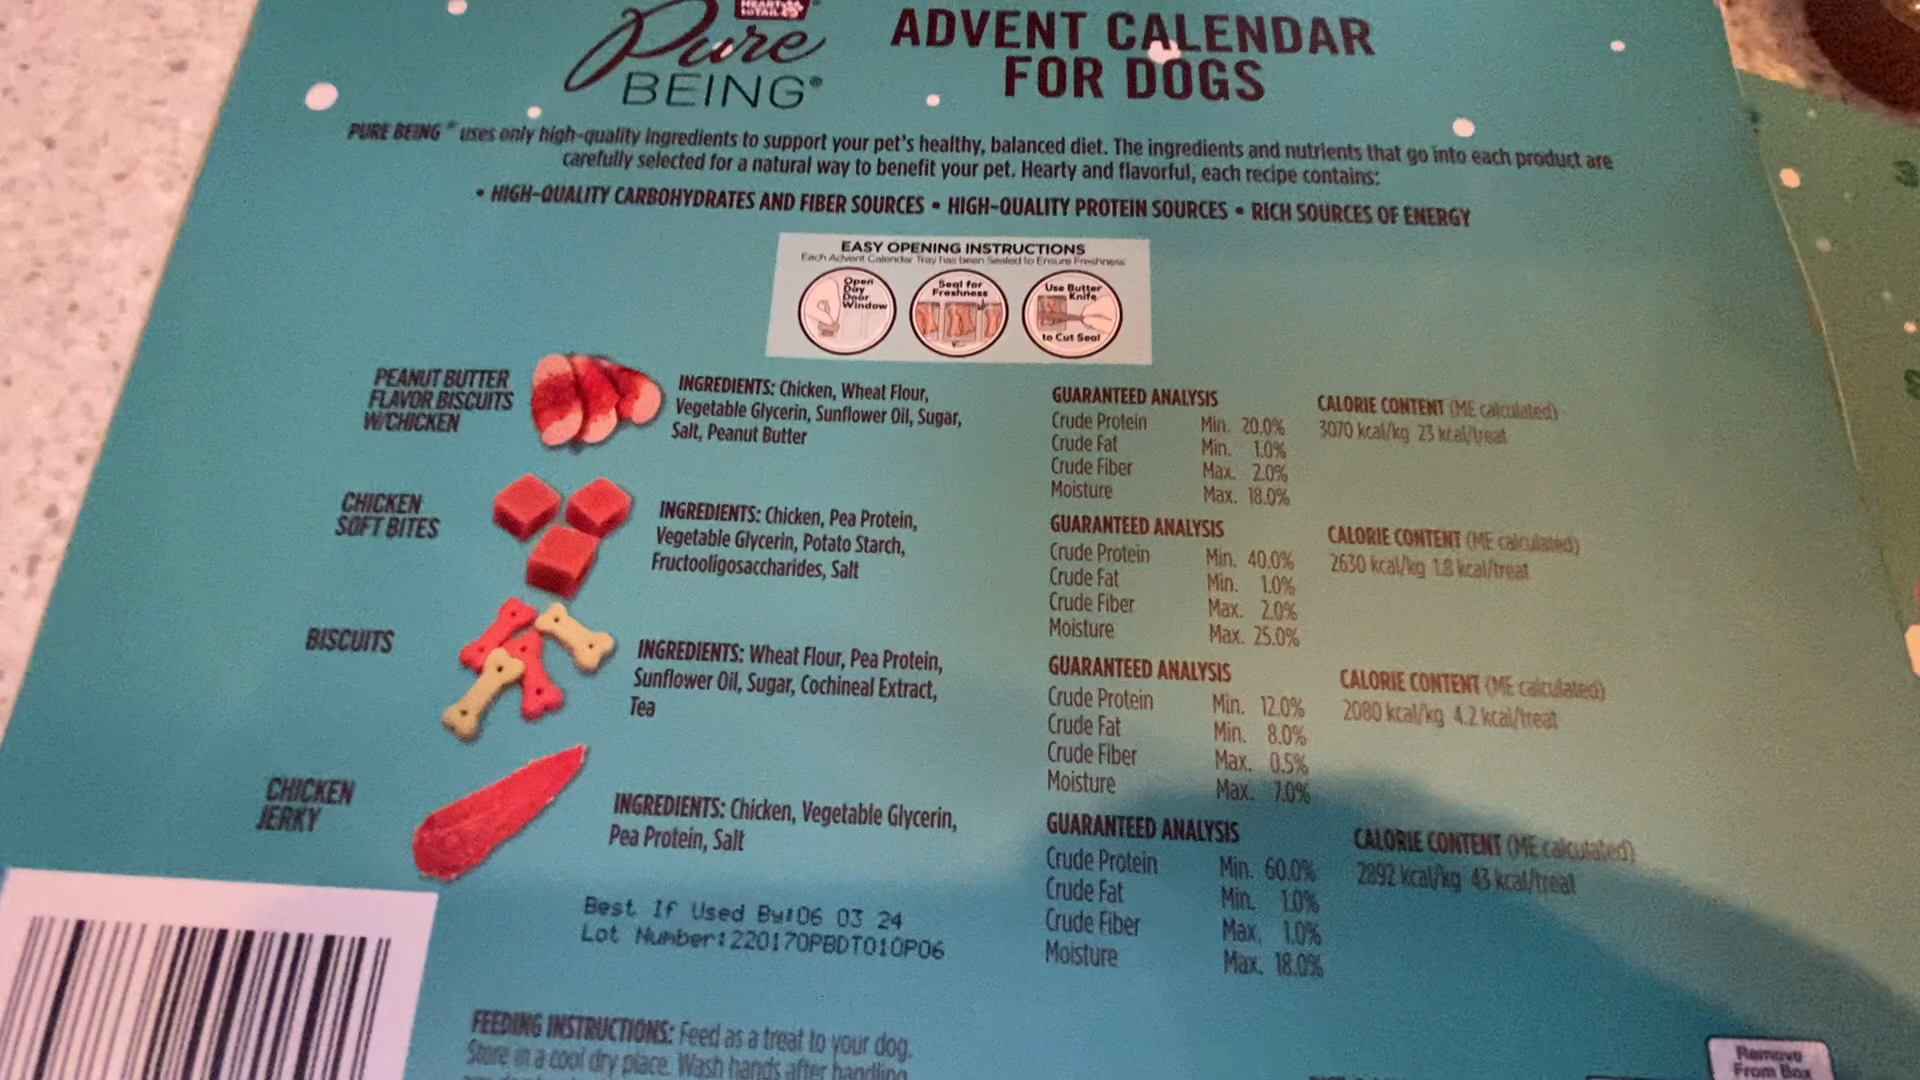 HEART to TAIL
Pure
BEING®
ADVENT CALENDAR
FOR DOGS
PURE BEING® uses only high-quality ingredients to support your pet's healthy, balanced diet. The ingredients and nutrients that go into each product are
carefully selected for a natural way to benefit your pet. Hearty and flavorful, each recipe contains:
• HIGH-QUALITY CARBOHYDRATES AND FIBER SOURCES • HIGH-QUALITY PROTEIN SOURCES • RICH SOURCES OF ENERGY
EASY OPENING INSTRUCTIONS
Each Advent Calendar Tray has been Sealed to Ensure Freshness
Open
Day
Door
Window
Seal for
Freshness
Use Butter
Knife
to Cut Seal
PEANUT BUTTER
FLAVOR BISCUITS
W/CHICKEN
INGREDIENTS: Chicken, Wheat Flour,
Vegetable Glycerin, Sunflower Oil, Sugar,
Salt, Peanut Butter
GUARANTEED ANALYSIS
Crude Protein Min. 20.0%
Crude Fat Min. 1.0%
Crude Fiber Max. 2.0%
Moisture Max. 18.0%
CALORIE CONTENT (ME calculated)
3070 kcal/kg 23 kcal/treat
CHICKEN
SOFT BITES
INGREDIENTS: Chicken, Pea Protein,
Vegetable Glycerin, Potato Starch,
Fructooligosaccharides, Salt
GUARANTEED ANALYSIS
Crude Protein Min. 40.0%
Crude Fat Min. 1.0%
Crude Fiber Max. 2.0%
Moisture Max. 25.0%
CALORIE CONTENT (ME calculated)
2630 kcal/kg 1.8 kcal/treat
BISCUITS
INGREDIENTS: Wheat Flour, Pea Protein,
Sunflower Oil, Sugar, Cochineal Extract,
Tea
GUARANTEED ANALYSIS
Crude Protein Min. 12.0%
Crude Fat Min. 8.0%
Crude Fiber Max. 0.5%
Moisture Max. 7.0%
CALORIE CONTENT (ME calculated)
2080 kcal/kg 4.2 kcal/treat
CHICKEN
JERKY
INGREDIENTS: Chicken, Vegetable Glycerin,
Pea Protein, Salt
GUARANTEED ANALYSIS
Crude Protein Min. 60.0%
Crude Fat Min. 1.0%
Crude Fiber Max. 1.0%
Moisture Max. 18.0%
CALORIE CONTENT (ME calculated)
2892 kcal/kg 43 kcal/treat
Best If Used By:06 03 24
Lot Number:220170PBDT010P06
FEEDING INSTRUCTIONS: Feed as a treat to your dog.
Store in a cool dry place. Wash hands after handling
Remove
From Box